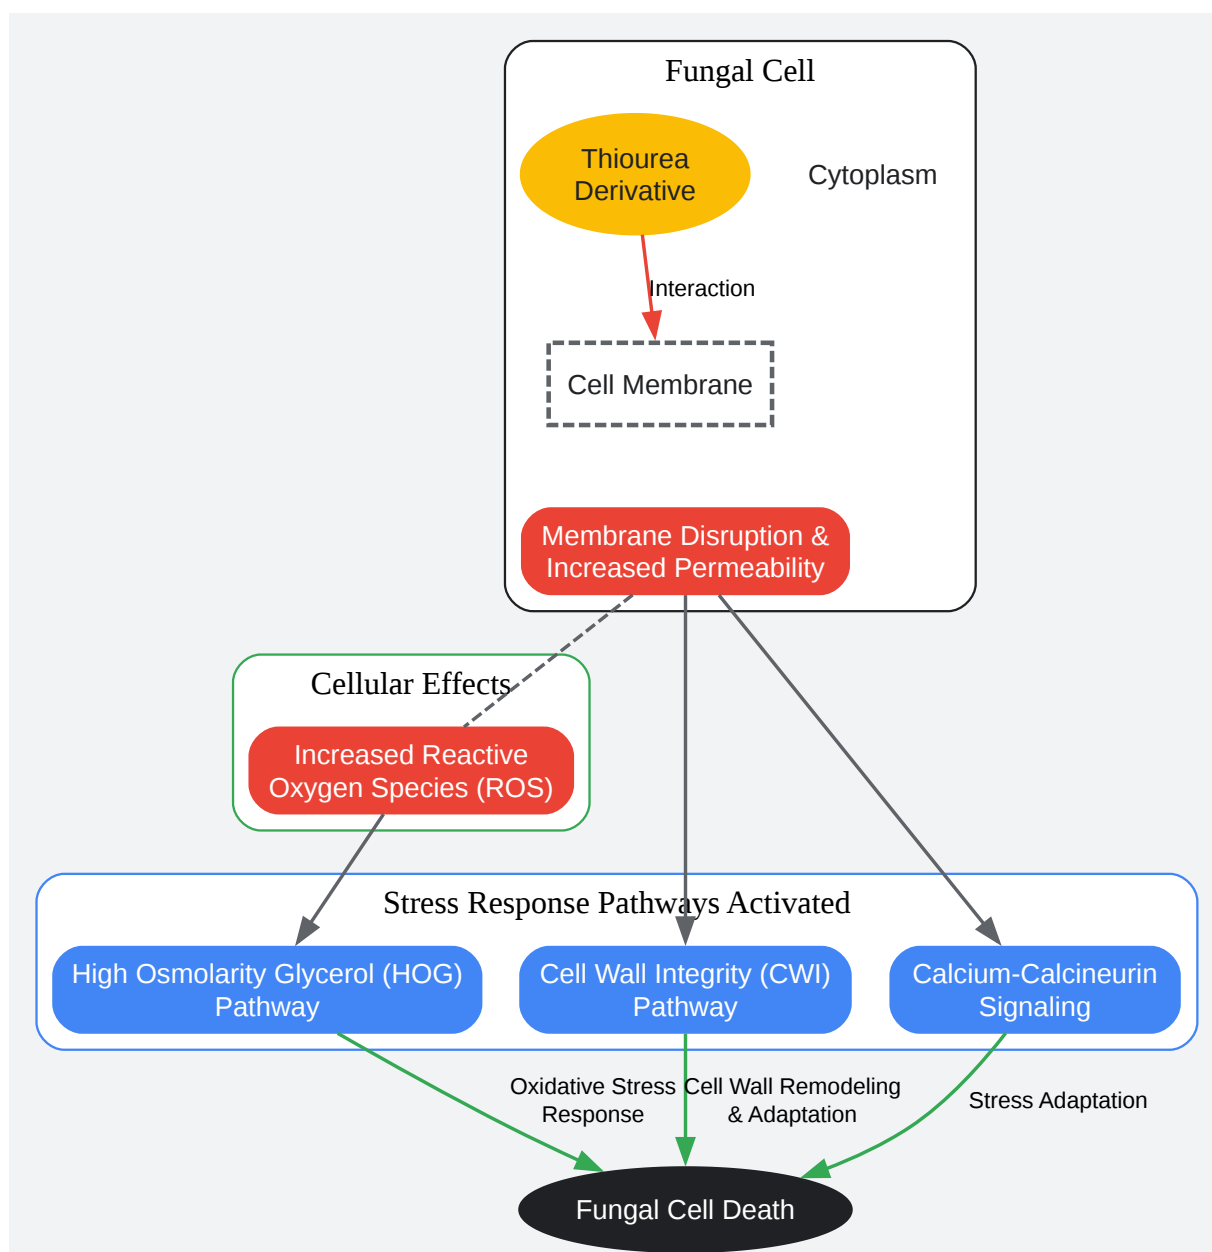 Fungal Cell
Thiourea
Derivative
Cytoplasm
Interaction
Cell Membrane
Membrane Disruption &
Increased Permeability
Cellular Effects
Increased Reactive
Oxygen Species (ROS)
Stress Response Pathways Activated
High Osmolarity Glycerol (HOG)
Pathway
Cell Wall Integrity (CWI)
Pathway
Calcium-Calcineurin
Signaling
Oxidative Stress
Response
Cell Wall Remodeling
& Adaptation
Stress Adaptation
Fungal Cell Death